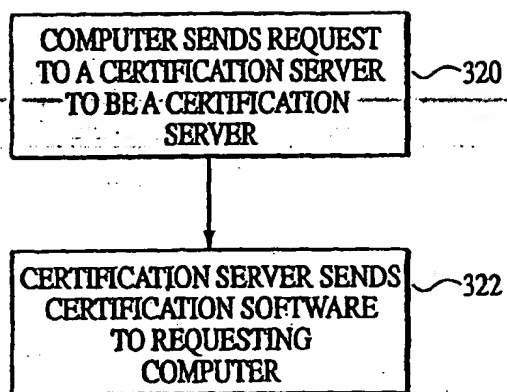 COMPUTER SENDS REQUEST
TO A CERTIFICATION SERVER
TO BE A CERTIFICATION
SERVER
320
CERTIFICATION SERVER SENDS
CERTIFICATION SOFTWARE
TO REQUESTING
COMPUTER
322